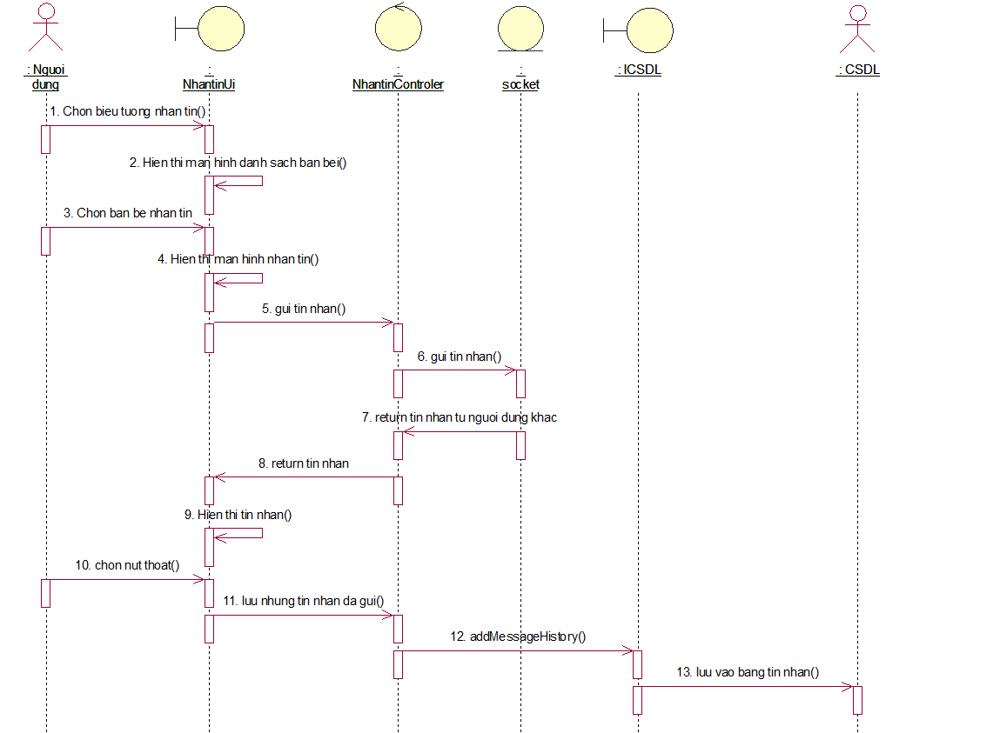 : Nguoi
dung
:
NhantinUi
:
NhantinControler
:
socket
: ICSDL
: CSDL
1. Chon bieu tuong nhan tin()
2. Hien thi man hinh danh sach ban bei()
3. Chon ban be nhan tin
4. Hien thi man hinh nhan tin()
5. gui tin nhan()
6. gui tin nhan()
7. return tin nhan tu nguoi dung khac
8. return tin nhan
9. Hien thi tin nhan()
10. chon nut thoat()
11. luu nhung tin nhan da gui()
12. addMessageHistory()
13. luu vao bang tin nhan()